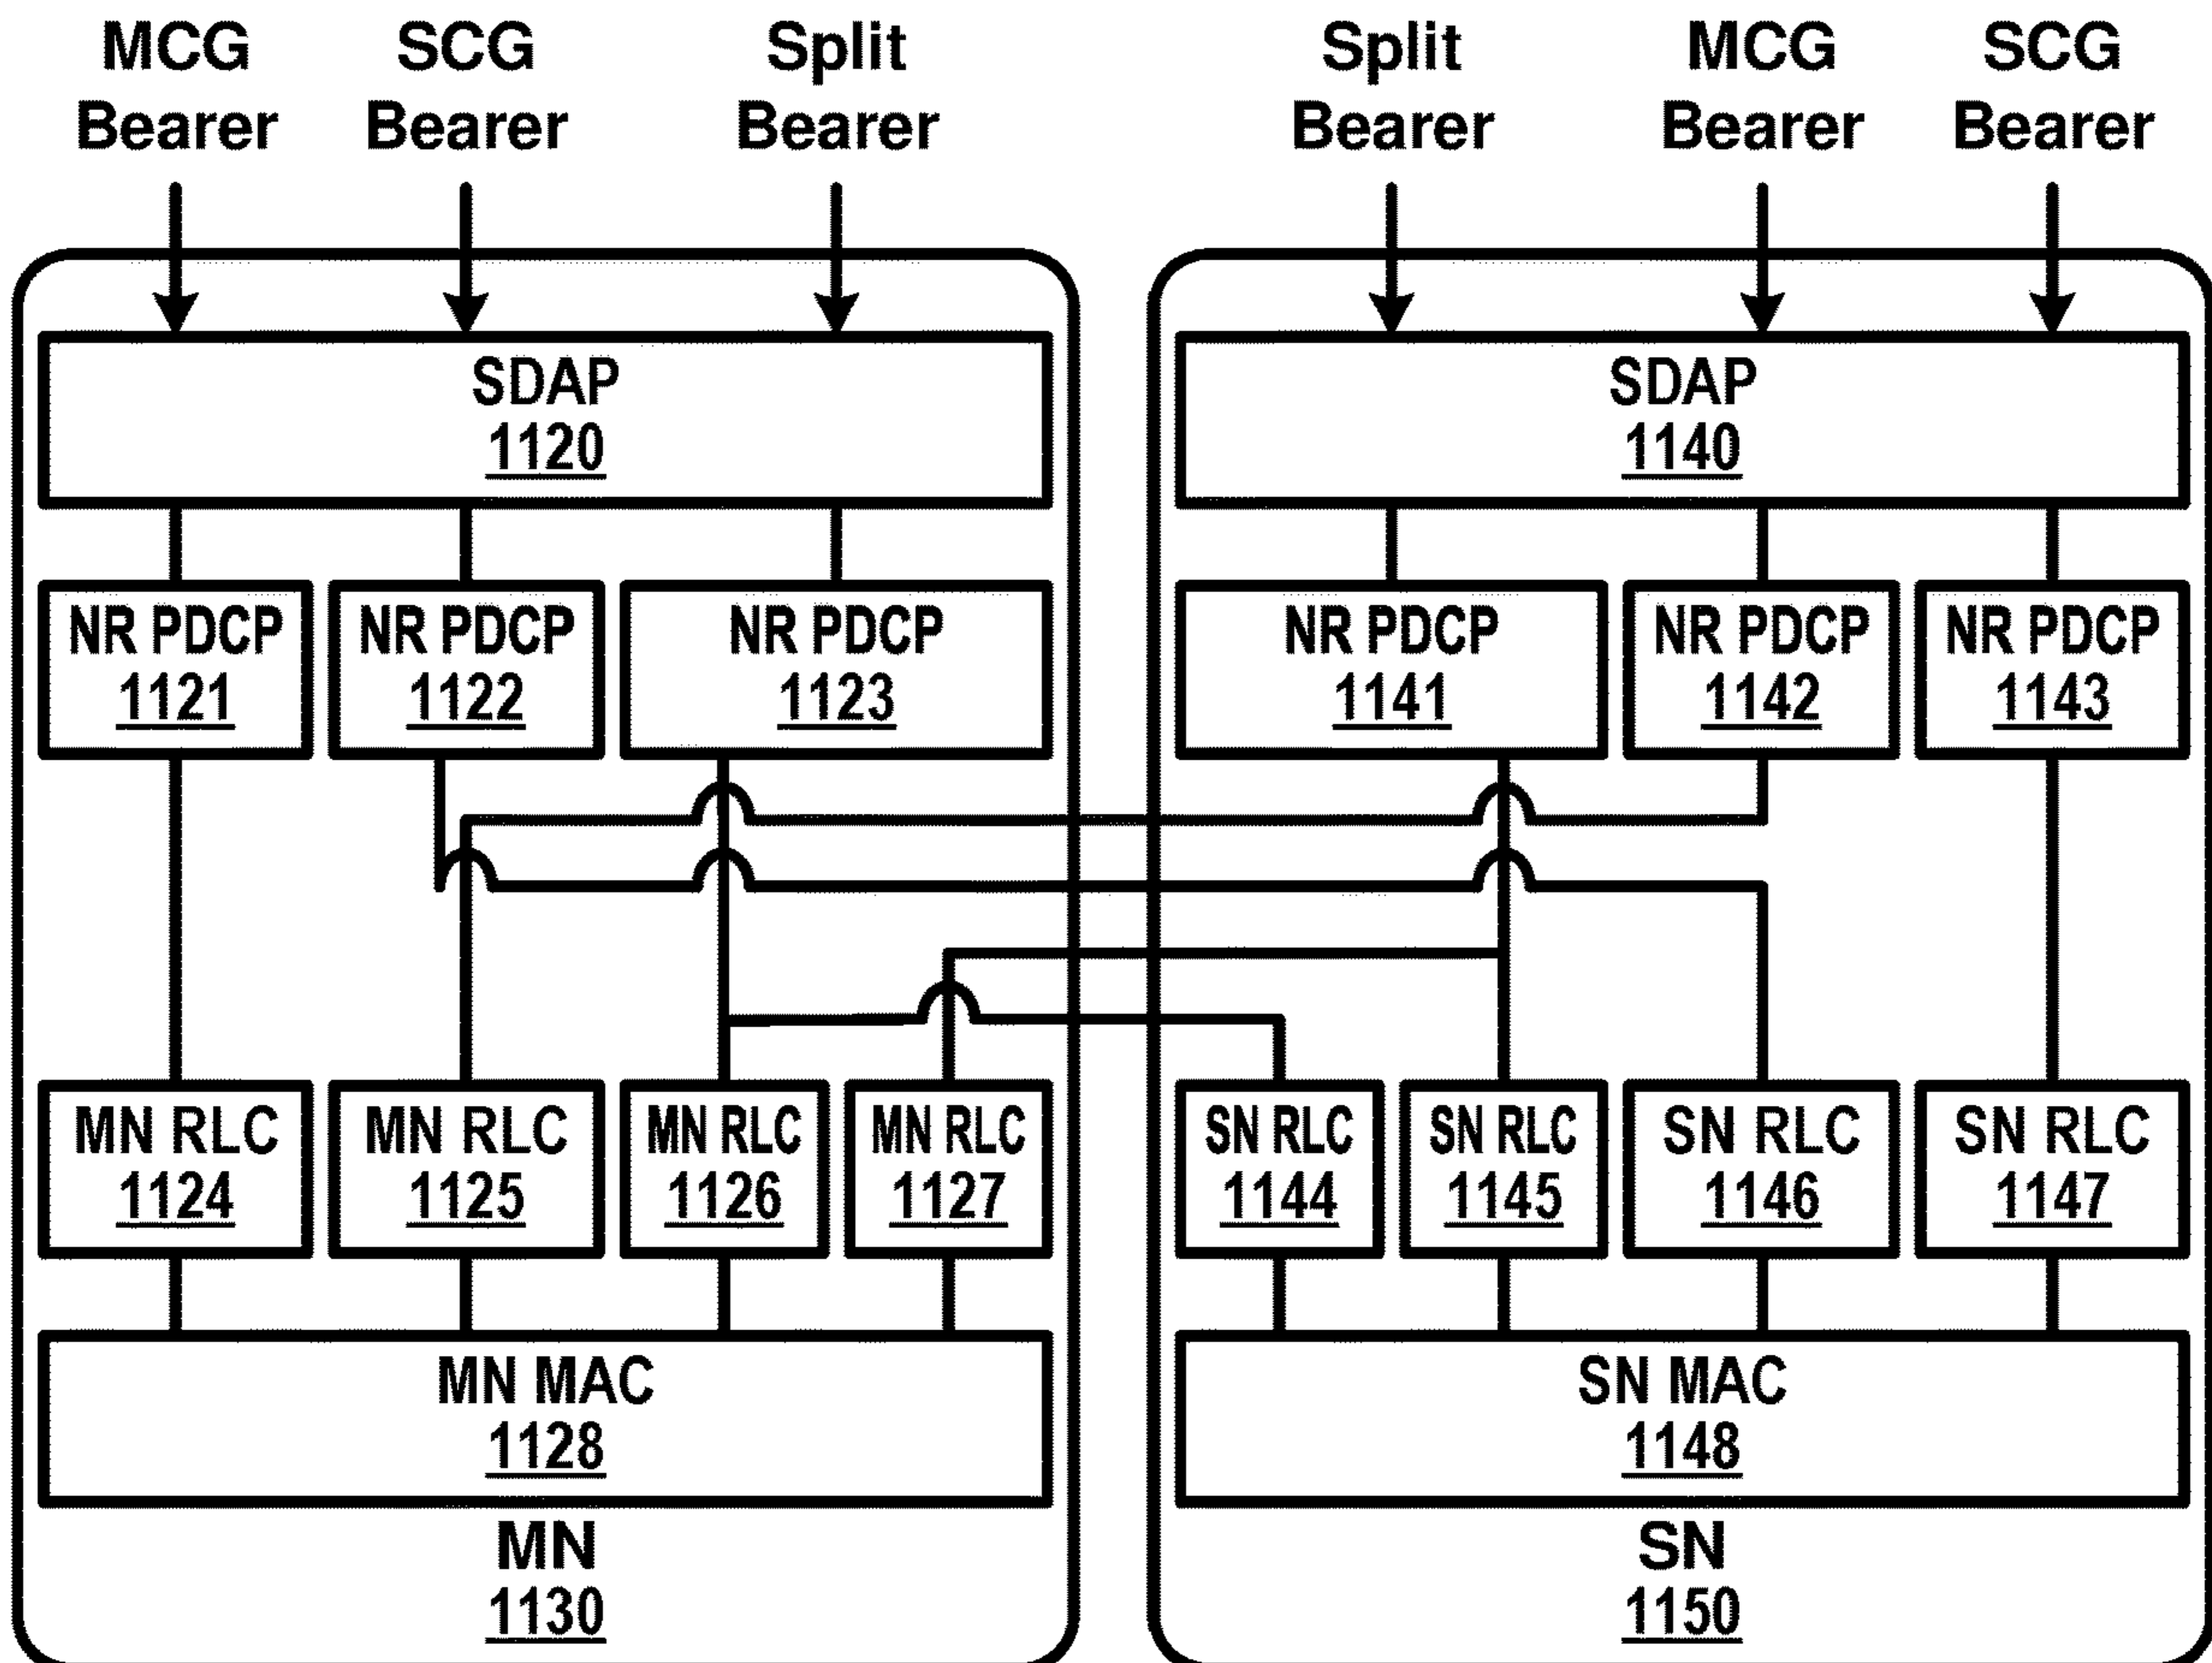 MCG Bearer
SCG Bearer
Split Bearer
Split Bearer
MCG Bearer
SCG Bearer
SDAP
1120
SDAP
1140
NR PDCP
1121
NR PDCP
1122
NR PDCP
1123
NR PDCP
1141
NR PDCP
1142
NR PDCP
1143
MN RLC
1124
MN RLC
1125
MN RLC
1126
MN RLC
1127
SN RLC
1144
SN RLC
1145
SN RLC
1146
SN RLC
1147
MN MAC
1128
SN MAC
1148
MN
1130
SN
1150